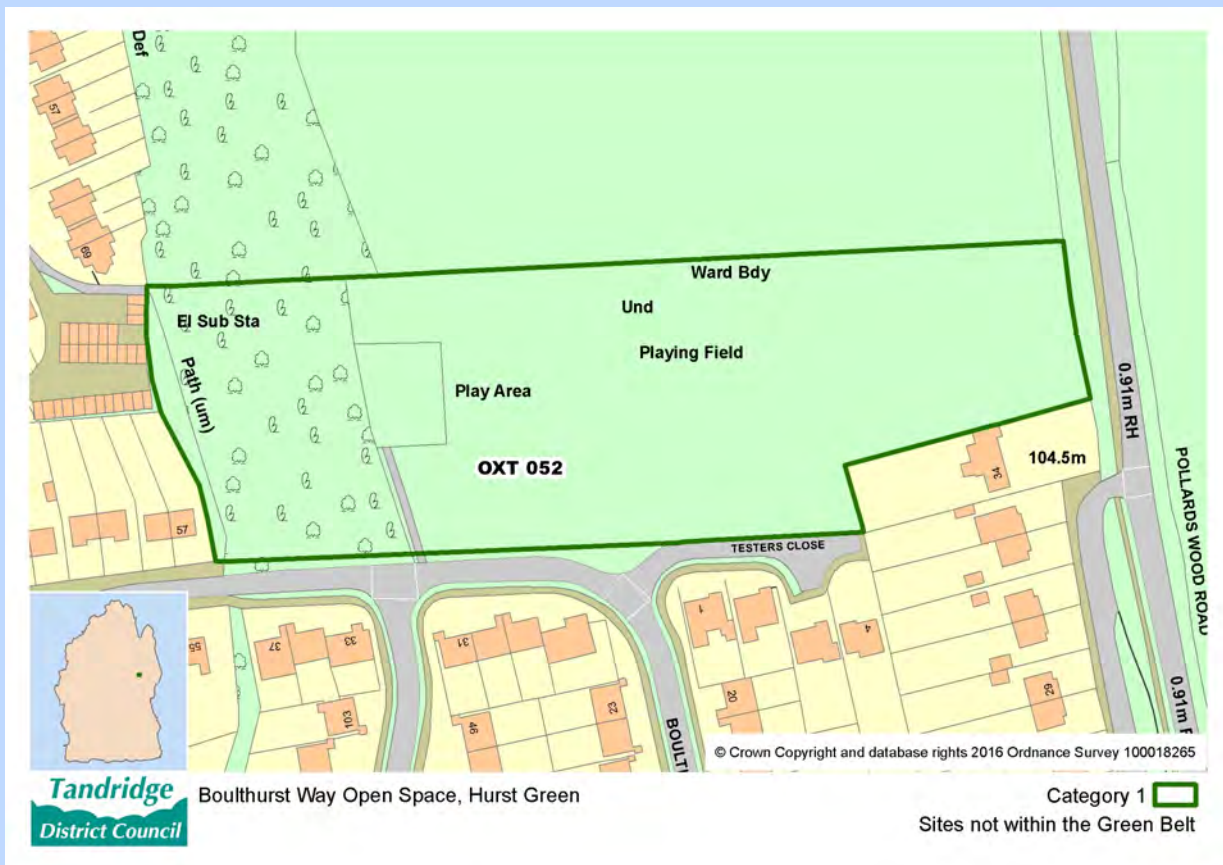 Def
57
69
Ward Bdy
Und
El Sub Sta
Playing Field
Path (um)
Play Area
0.91m RH
OXT 052
34
104.5m
POLLARDS WOOD ROAD
57
TESTERS CLOSE
1
4
55
37
33
31
103
46
23
20
29
0.91m R
BOULT
© Crown Copyright and database rights 2016 Ordnance Survey 100018265
Tandridge
District Council
Boulthurst Way Open Space, Hurst Green
Category 1
Sites not within the Green Belt